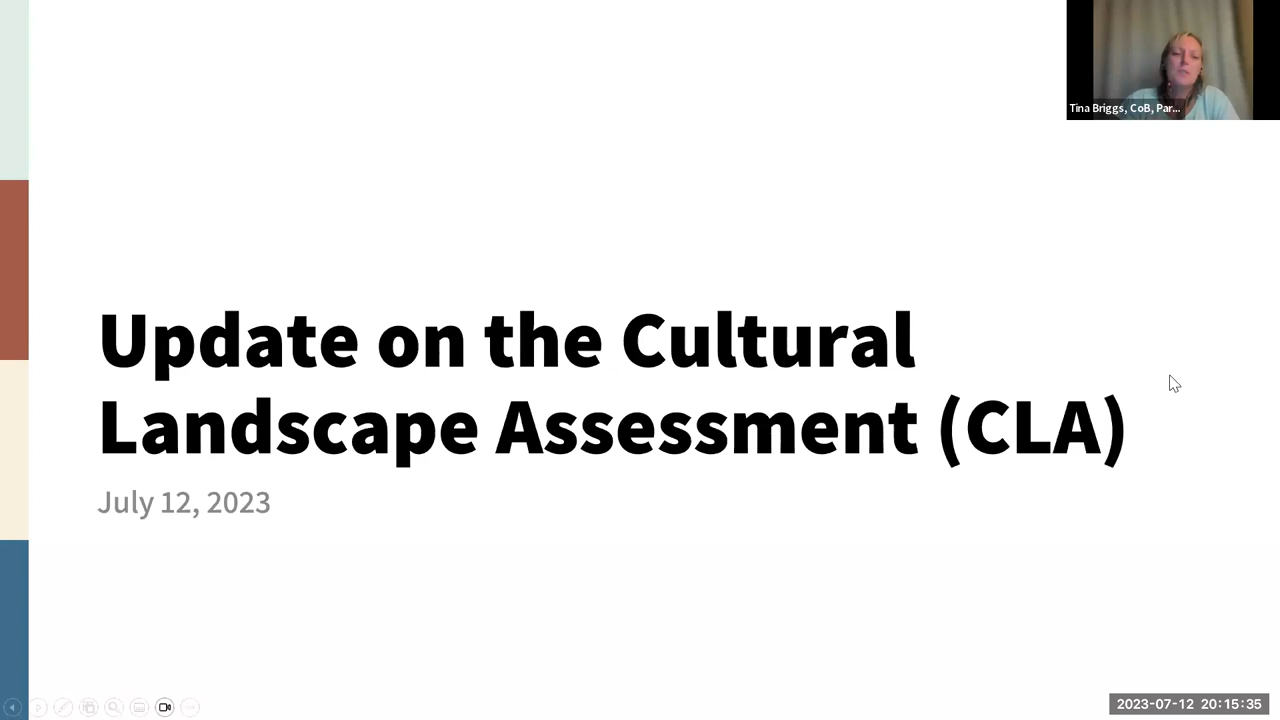 Tina Briggs, CoB, Par...
Update on the Cultural
Landscape Assessment (CLA)
July 12, 2023
2023-07-12 20:15:35